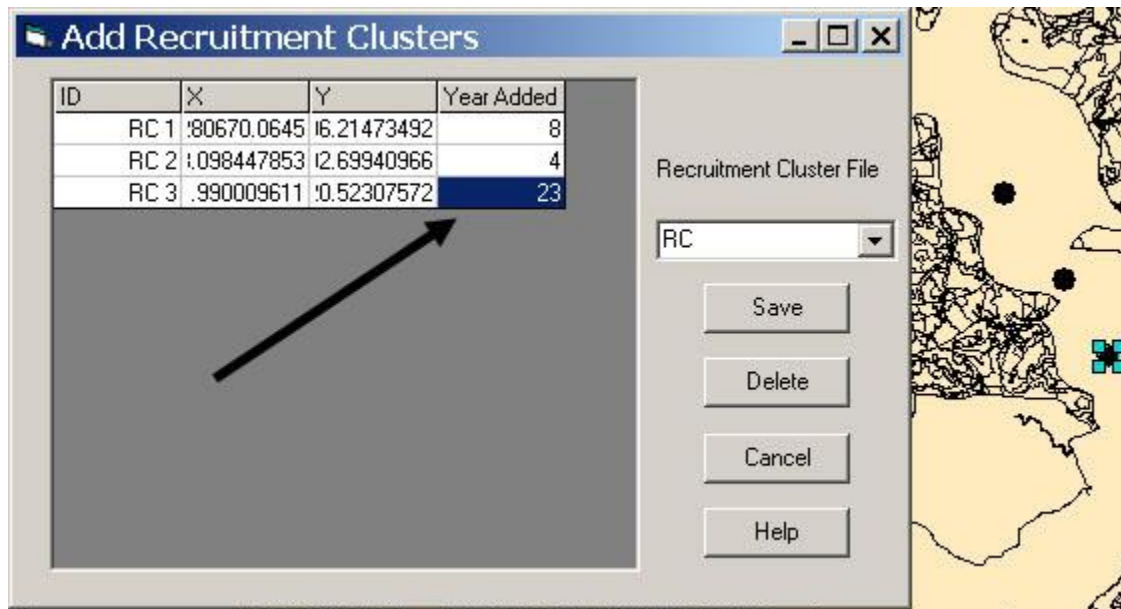 Add Recruitment Clusters
ID X Y Year Added
RC 1 80670.0645 6.21473492 8
RC 2 .098447853 2.69940966 4
RC 3 .990009611 0.52307572 23
Recruitment Cluster File
RC
Save
Delete
Cancel
Help